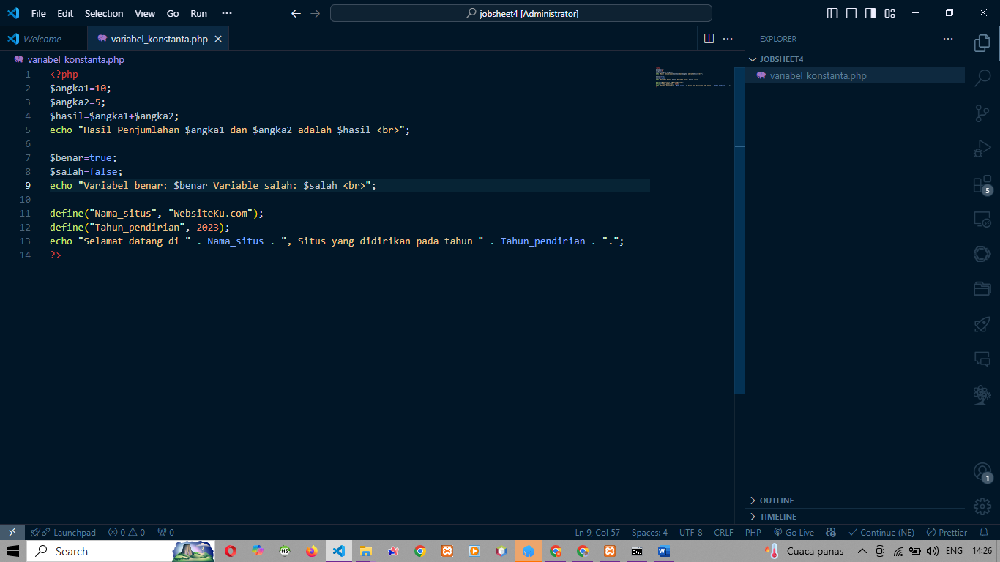 File Edit Selection View Go Run ··· jobsheet4 [Administrator]
Welcome variabel_konstanta.php
EXPLORER
variabel_konstanta.php
JOBSHEET4
variabel_konstanta.php
1 <?php
2 $angka1=10;
3 $angka2=5;
4 $hasil=$angka1+$angka2;
5 echo "Hasil Penjumlahan $angka1 dan $angka2 adalah $hasil <br>";
6
7 $benar=true;
8 $salah=false;
9 echo "Variabel benar: $benar Variable salah: $salah <br>";
10
11 define("Nama_situs", "WebsiteKu.com");
12 define("Tahun_pendirian", 2023);
13 echo "Selamat datang di " . Nama_situs . ", Situs yang didirikan pada tahun " . Tahun_pendirian . ".";
14 ?>
5
1
OUTLINE
TIMELINE
Launchpad 0 0 0 Ln 9, Col 57 Spaces: 4 UTF-8 CRLF PHP Go Live Continue (NE) Prettier
Search HS Cuaca panas ENG 14:26